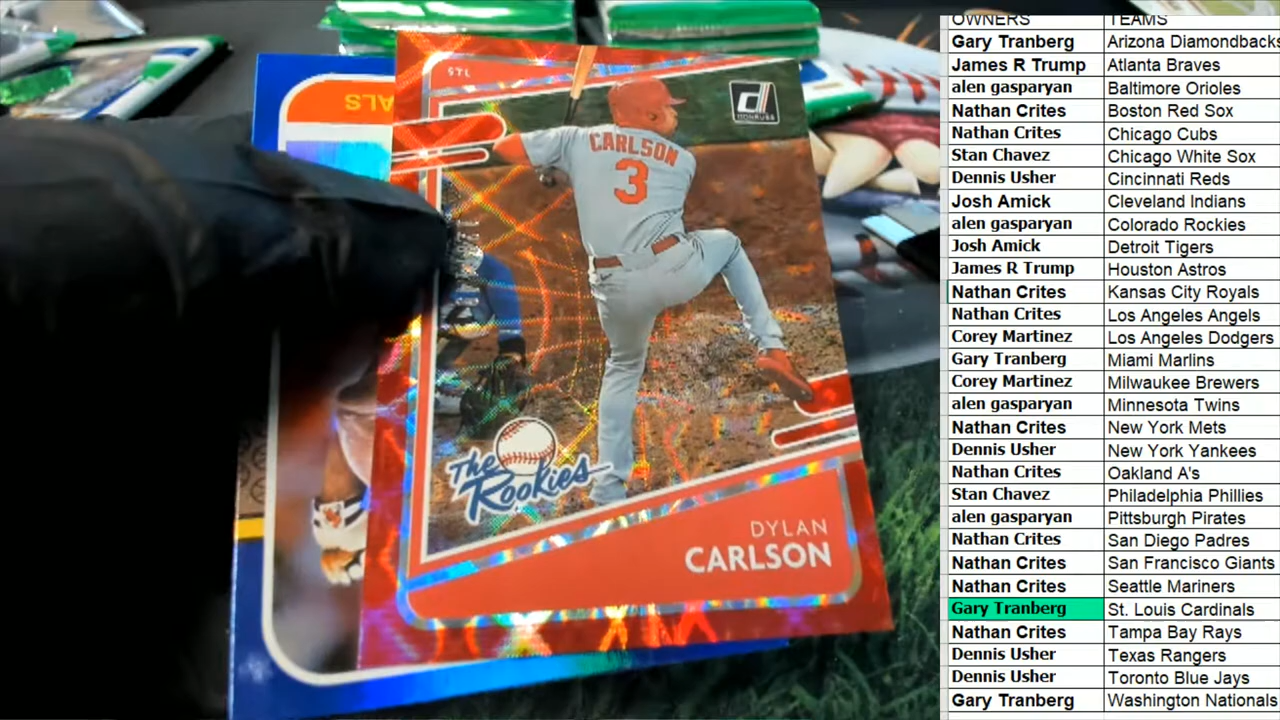 ALS
STL
DONRUSS
CARLSON
3
The
Rookies
DYLAN
CARLSON
OWNERS TEAMS
Gary Tranberg Arizona Diamondbacks
James R Trump Atlanta Braves
alen gasparyan Baltimore Orioles
Nathan Crites Boston Red Sox
Nathan Crites Chicago Cubs
Stan Chavez Chicago White Sox
Dennis Usher Cincinnati Reds
Josh Amick Cleveland Indians
alen gasparyan Colorado Rockies
Josh Amick Detroit Tigers
James R Trump Houston Astros
Nathan Crites Kansas City Royals
Nathan Crites Los Angeles Angels
Corey Martinez Los Angeles Dodgers
Gary Tranberg Miami Marlins
Corey Martinez Milwaukee Brewers
alen gasparyan Minnesota Twins
Nathan Crites New York Mets
Dennis Usher New York Yankees
Nathan Crites Oakland A's
Stan Chavez Philadelphia Phillies
alen gasparyan Pittsburgh Pirates
Nathan Crites San Diego Padres
Nathan Crites San Francisco Giants
Nathan Crites Seattle Mariners
Gary Tranberg St. Louis Cardinals
Nathan Crites Tampa Bay Rays
Dennis Usher Texas Rangers
Dennis Usher Toronto Blue Jays
Gary Tranberg Washington Nationals